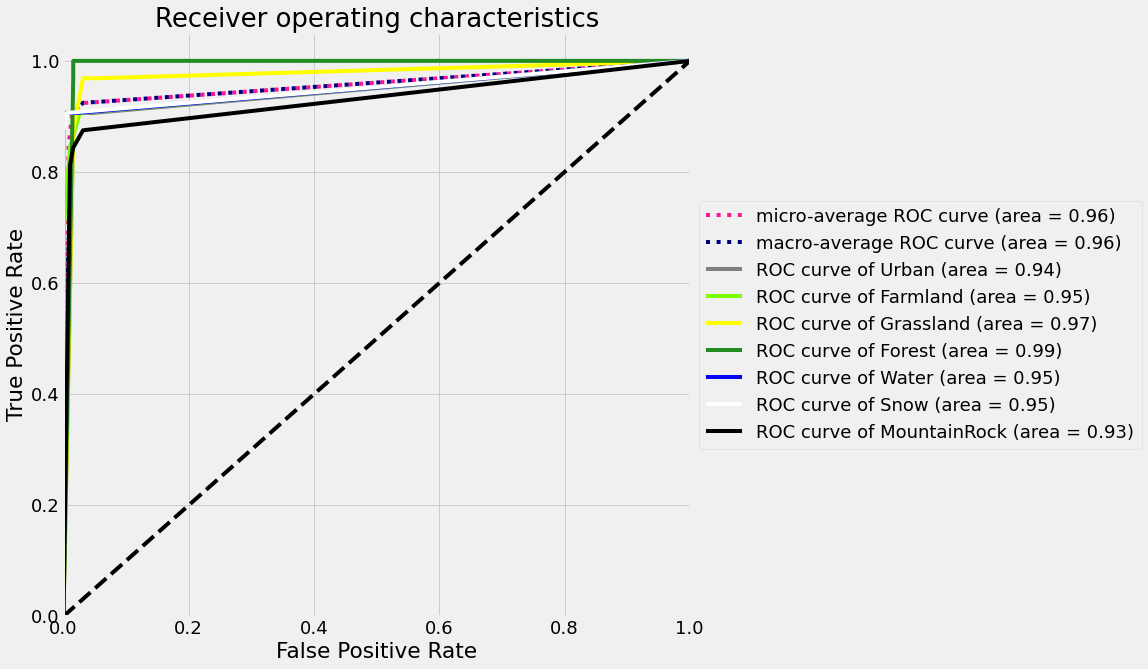 Receiver operating characteristics
1.0
0.8
0.6
0.4
0.2
0.0
0.0 0.2 0.4 0.6 0.8 1.0
True Positive Rate
False Positive Rate
micro-average ROC curve (area = 0.96)
macro-average ROC curve (area = 0.96)
ROC curve of Urban (area = 0.94)
ROC curve of Farmland (area = 0.95)
ROC curve of Grassland (area = 0.97)
ROC curve of Forest (area = 0.99)
ROC curve of Water (area = 0.95)
ROC curve of Snow (area = 0.95)
ROC curve of MountainRock (area = 0.93)